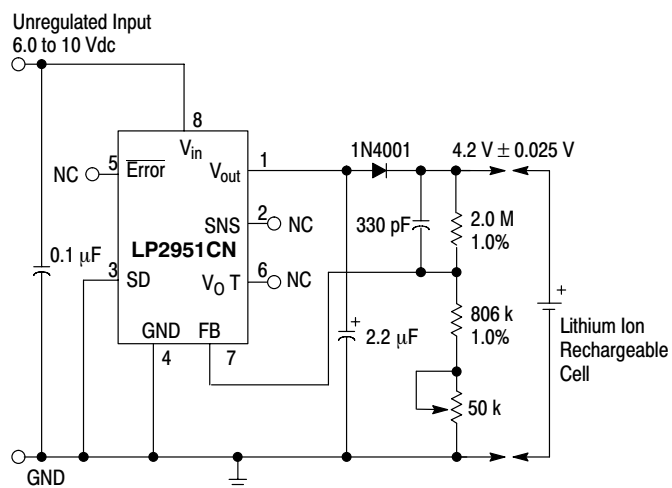 Unregulated Input
6.0 to 10 Vdc
8
Vin
5
Error
NC
Vout
1
1N4001
4.2 V ± 0.025 V
SNS
2
NC
330 pF
2.0 M
1.0%
LP2951CN
0.1 µF
3
SD
VO T
6
NC
GND
FB
4
7
2.2 µF
+
806 k
1.0%
+
Lithium Ion
Rechargeable
Cell
50 k
GND